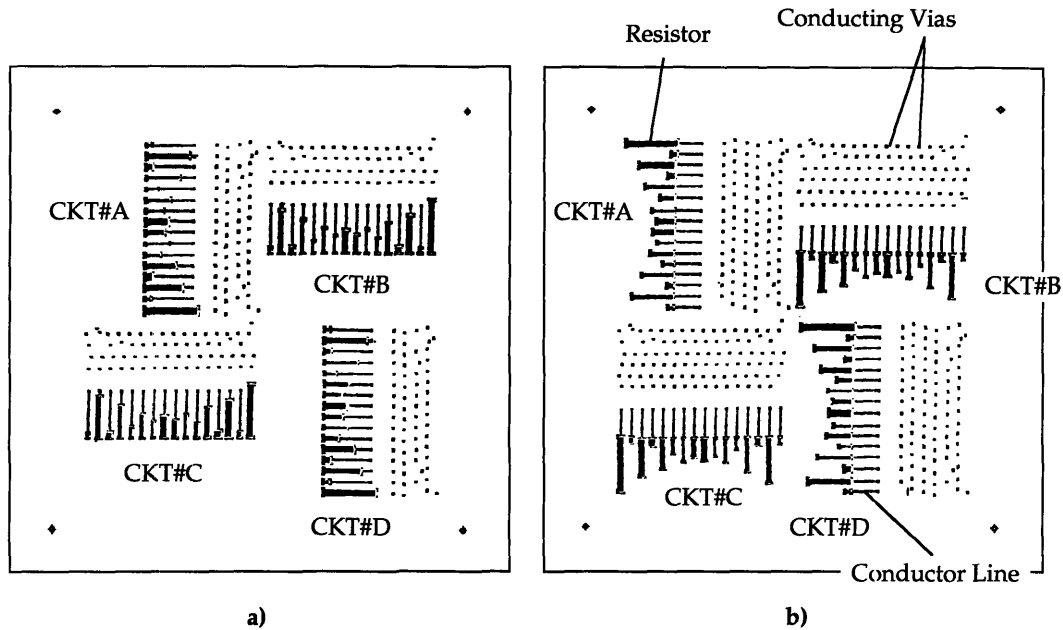 Conducting Vias
Resistor
CKT#A
CKT#B
CKT#C
CKT#D
a)
CKT#A
CKT#B
CKT#C
CKT#D
Conductor Line
b)